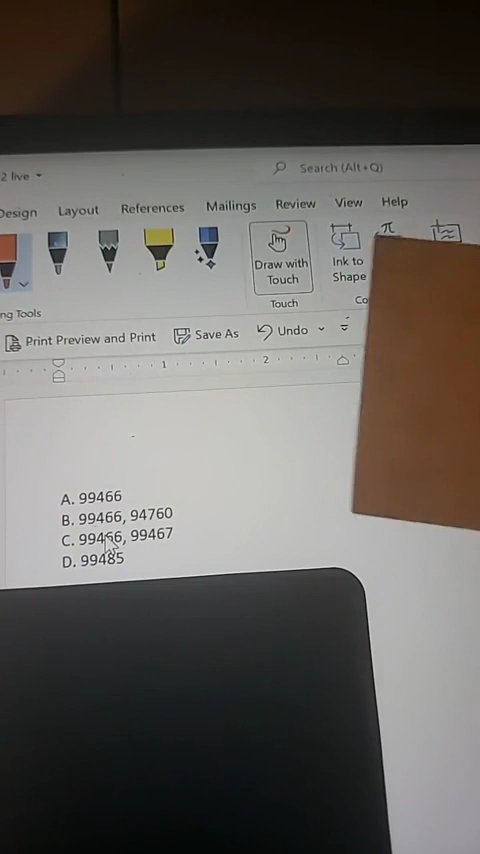 2 live
Search (Alt+Q)
Design Layout References Mailings Review View Help
Draw with Touch
Ink to Shape
π
ng Tools
Touch
Co
Print Preview and Print Save As Undo
1 2
A. 99466
B. 99466, 94760
C. 99466, 99467
D. 99485